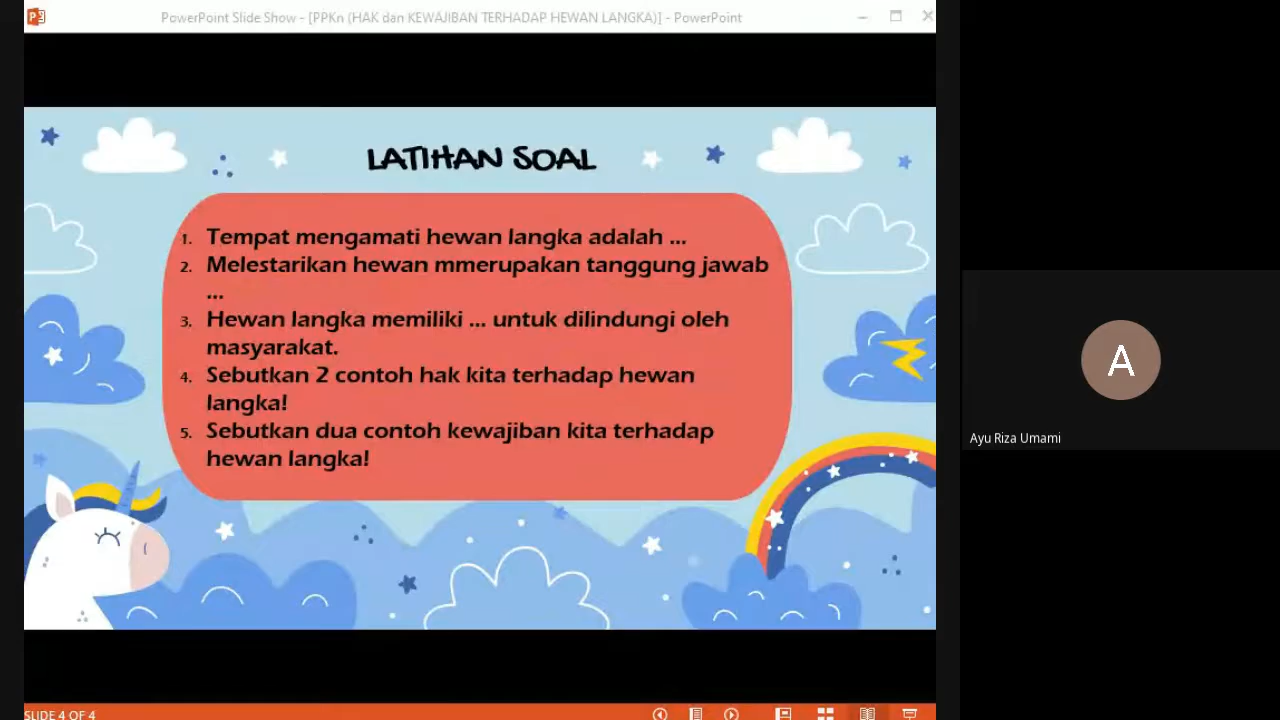 PowerPoint Slide Show - [PPKn (HAK dan KEWAJIBAN TERHADAP HEWAN LANGKA)] - PowerPoint
LATIHAN SOAL
1. Tempat mengamati hewan langka adalah ...
2. Melestarikan hewan mmerupakan tanggung jawab
...
3. Hewan langka memiliki ... untuk dilindungi oleh
masyarakat.
4. Sebutkan 2 contoh hak kita terhadap hewan
langka!
5. Sebutkan dua contoh kewajiban kita terhadap
hewan langka!
A
Ayu Riza Umami
SLIDE 4 OF 4